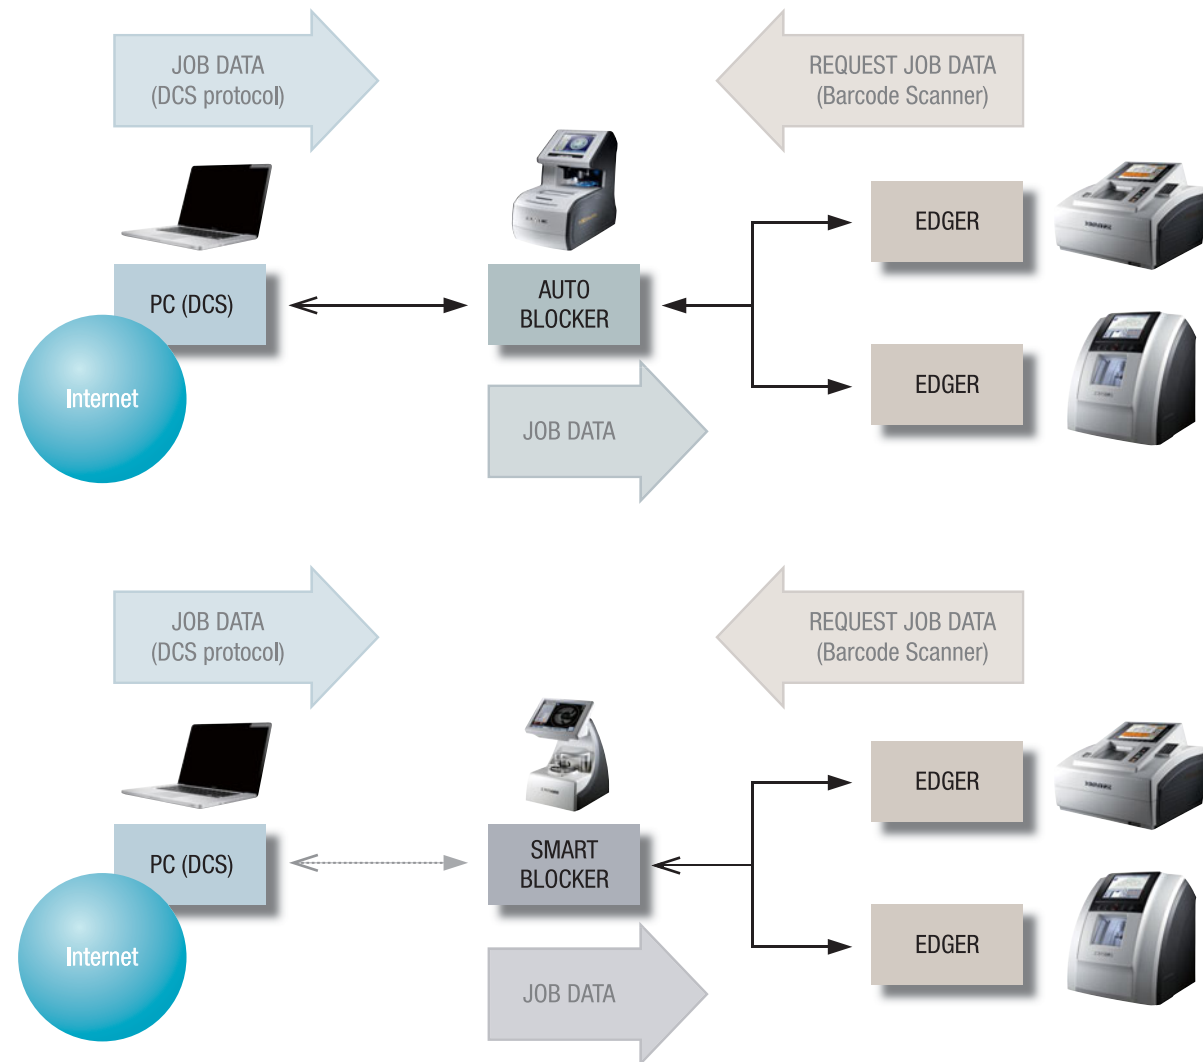 JOB DATA
(DCS protocol)
REQUEST JOB DATA
(Barcode Scanner)
PC (DCS)
AUTO
BLOCKER
EDGER
EDGER
Internet
JOB DATA
JOB DATA
(DCS protocol)
REQUEST JOB DATA
(Barcode Scanner)
PC (DCS)
SMART
BLOCKER
EDGER
EDGER
Internet
JOB DATA